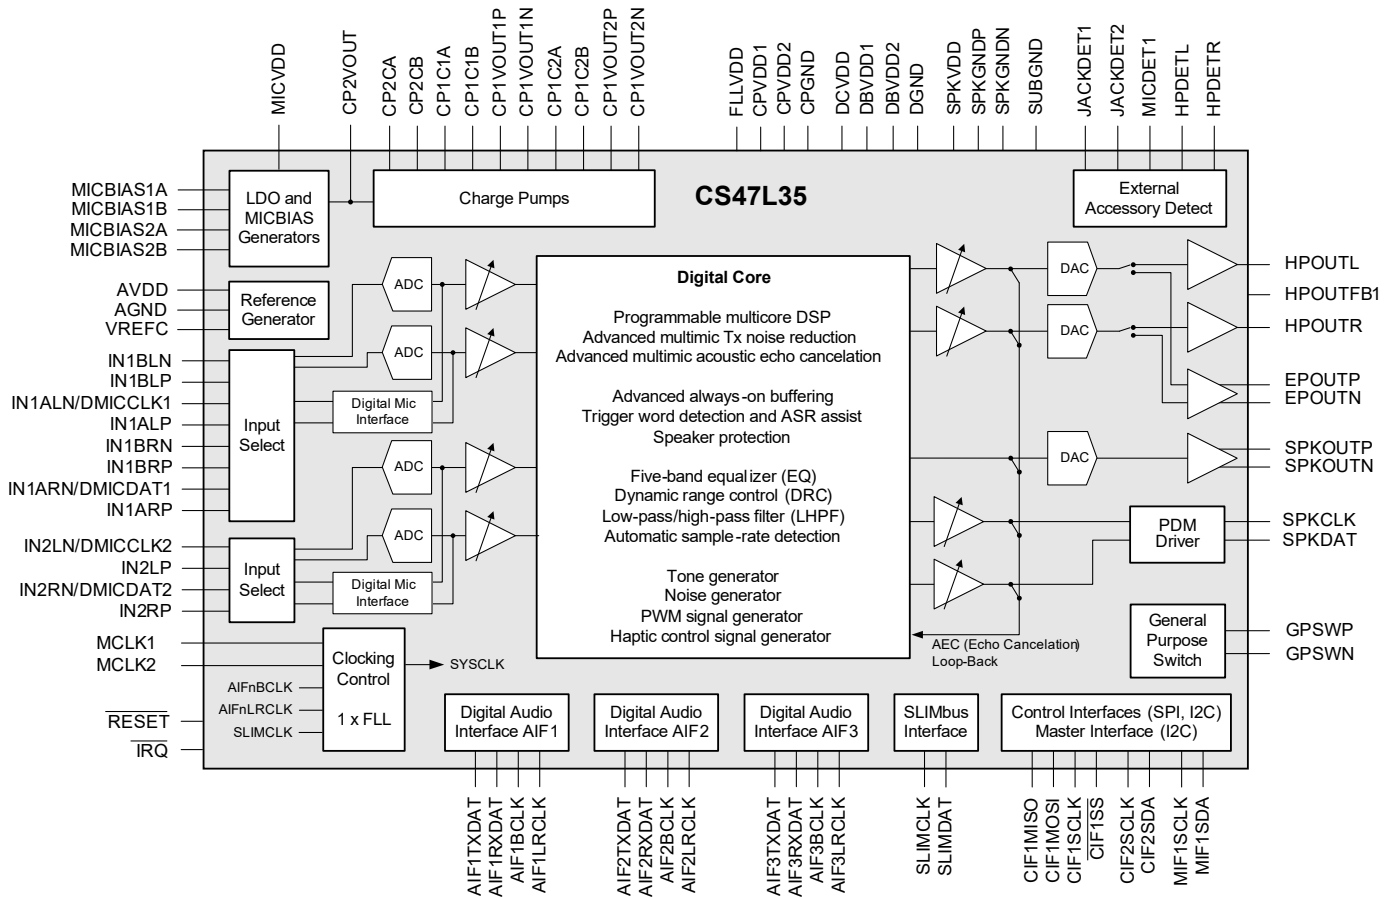 MICVDD
CP2VOUT
CP2CA
CP2CB
CP1C1A
CP1C1B
CP1VOUT1P
CP1VOUT1N
CP1C2A
CP1C2B
CP1VOUT2P
CP1VOUT2N
FLLVDD
CPVDD1
CPVDD2
CPGND
DCVDD
DBVDD1
DBVDD2
DGND
SPKVDD
SPKGNDP
SPKGNDN
SUBGND
JACKDET1
JACKDET2
MICDET1
HPDETL
HPDETR
MICBIAS1A
MICBIAS1B
MICBIAS2A
MICBIAS2B
LDO and
MICBIAS
Generators
Charge Pumps
CS47L35
External
Accessory Detect
AVDD
AGND
VREFC
Reference
Generator
IN1BLN
IN1BLP
IN1ALN/DMICCLK1
IN1ALP
IN1BRN
IN1BRP
IN1ARN/DMICDAT1
IN1ARP
Input
Select
ADC
ADC
Digital Mic
Interface
IN2LN/DMICCLK2
IN2LP
IN2RN/DMICDAT2
IN2RP
Input
Select
ADC
ADC
Digital Mic
Interface
Digital Core
Programmable multicore DSP
Advanced multimic Tx noise reduction
Advanced multimic acoustic echo cancelation
Advanced always-on buffering
Trigger word detection and ASR assist
Speaker protection
Five-band equalizer (EQ)
Dynamic range control (DRC)
Low-pass/high-pass filter (LHPF)
Automatic sample-rate detection
Tone generator
Noise generator
PWM signal generator
Haptic control signal generator
AEC (Echo Cancelation)
Loop-Back
DAC
DAC
DAC
HPOUTL
HPOUTFB1
HPOUTR
EPOUTP
EPOUTN
SPKOUTP
SPKOUTN
PDM
Driver
SPKCLK
SPKDAT
General
Purpose
Switch
GPSWP
GPSWN
MCLK1
MCLK2
AIFnBCLK
AIFnLRCLK
SLIMCLK
Clocking
Control
1 x FLL
SYSCLK
RESET
IRQ
Digital Audio
Interface AIF1
Digital Audio
Interface AIF2
Digital Audio
Interface AIF3
SLIMbus
Interface
Control Interfaces (SPI, I2C)
Master Interface (I2C)
AIF1TXDAT
AIF1RXDAT
AIF1BCLK
AIF1LRCLK
AIF2TXDAT
AIF2RXDAT
AIF2BCLK
AIF2LRCLK
AIF3TXDAT
AIF3RXDAT
AIF3BCLK
AIF3LRCLK
SLIMCLK
SLIMDAT
CIF1MISO
CIF1MOSI
CIF1SCLK
CIF1SS
CIF2SCLK
CIF2SDA
MIF1SCLK
MIF1SDA